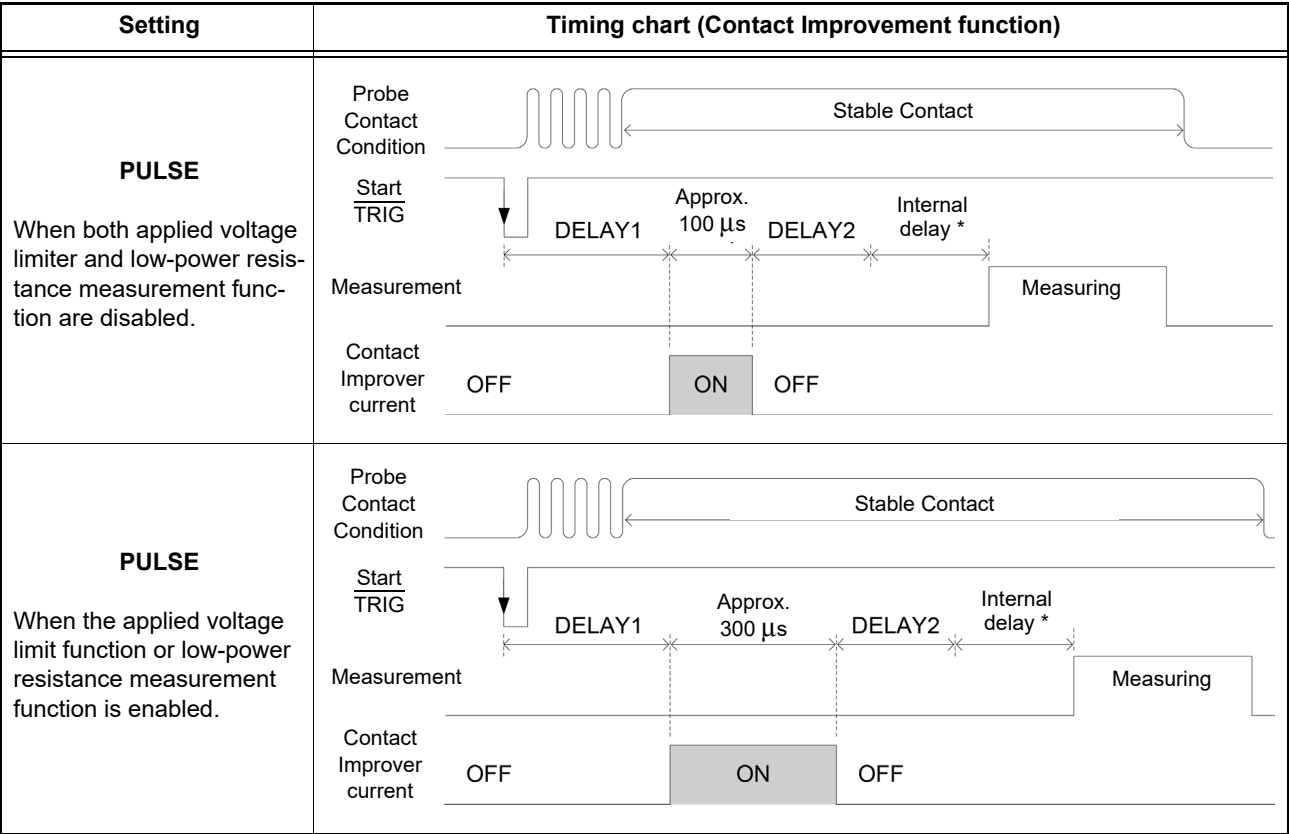 Setting
Timing chart (Contact Improvement function)
PULSE
When both applied voltage
limiter and low-power resis-
tance measurement func-
tion are disabled.
Probe
Contact
Condition
Stable Contact
Start
TRIG
DELAY1
Approx.
100 μs
DELAY2
Internal
delay *
Measurement
Measuring
Contact
Improver
current
OFF
ON
OFF
PULSE
When the applied voltage
limit function or low-power
resistance measurement
function is enabled.
Probe
Contact
Condition
Stable Contact
Start
TRIG
DELAY1
Approx.
300 μs
DELAY2
Internal
delay *
Measurement
Measuring
Contact
Improver
current
OFF
ON
OFF